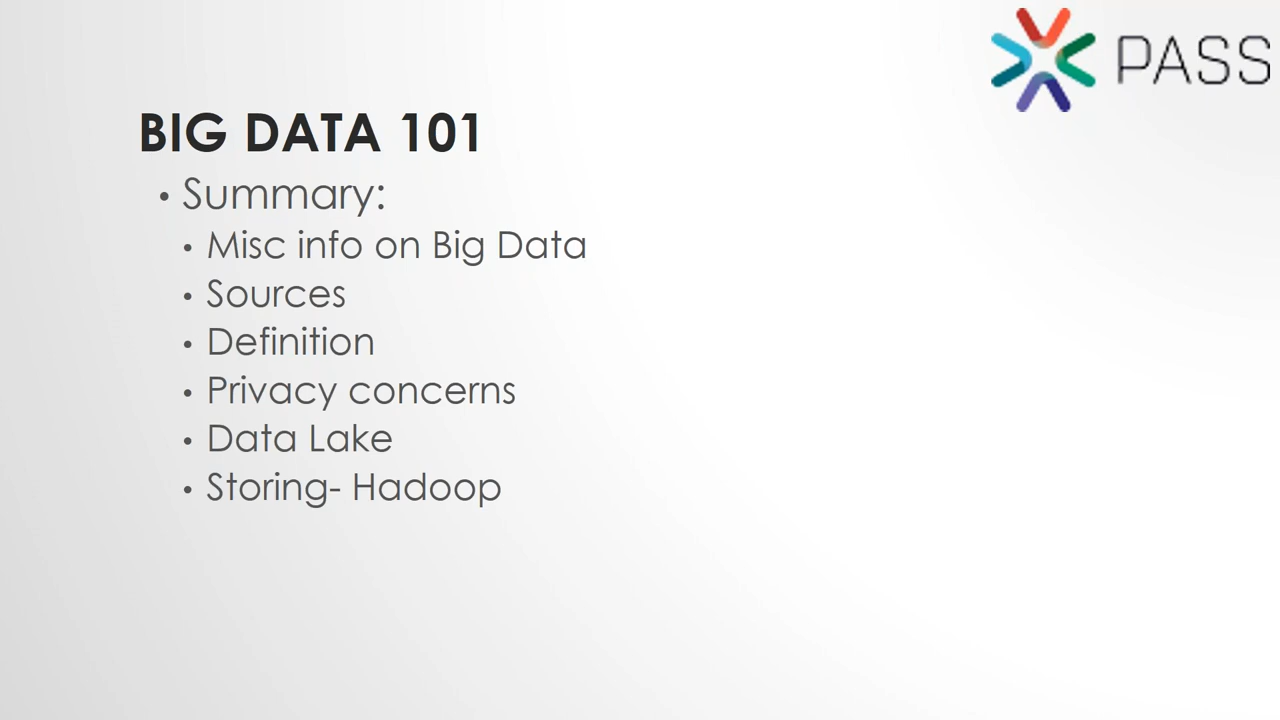 PASS
BIG DATA 101
• Summary:
• Misc info on Big Data
• Sources
• Definition
• Privacy concerns
• Data Lake
• Storing- Hadoop